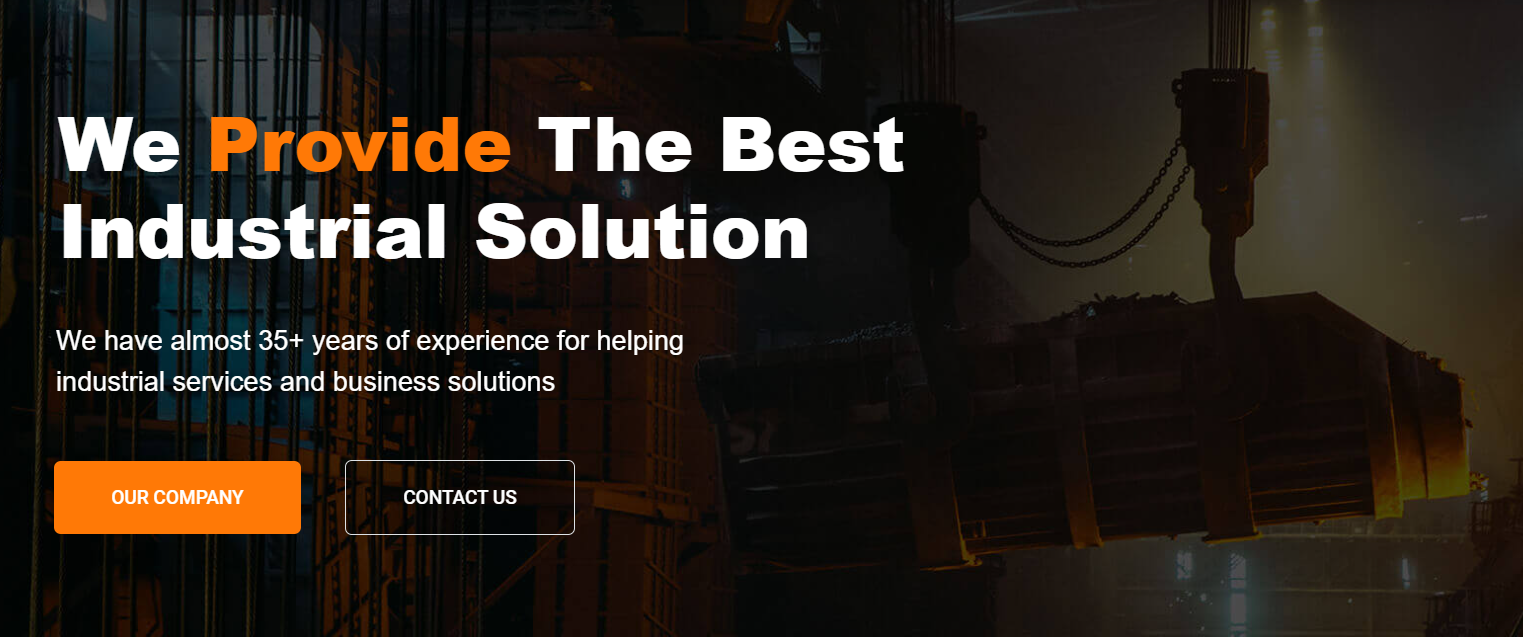 We Provide The Best
Industrial Solution
We have almost 35+ years of experience for helping
industrial services and business solutions
OUR COMPANY
CONTACT US